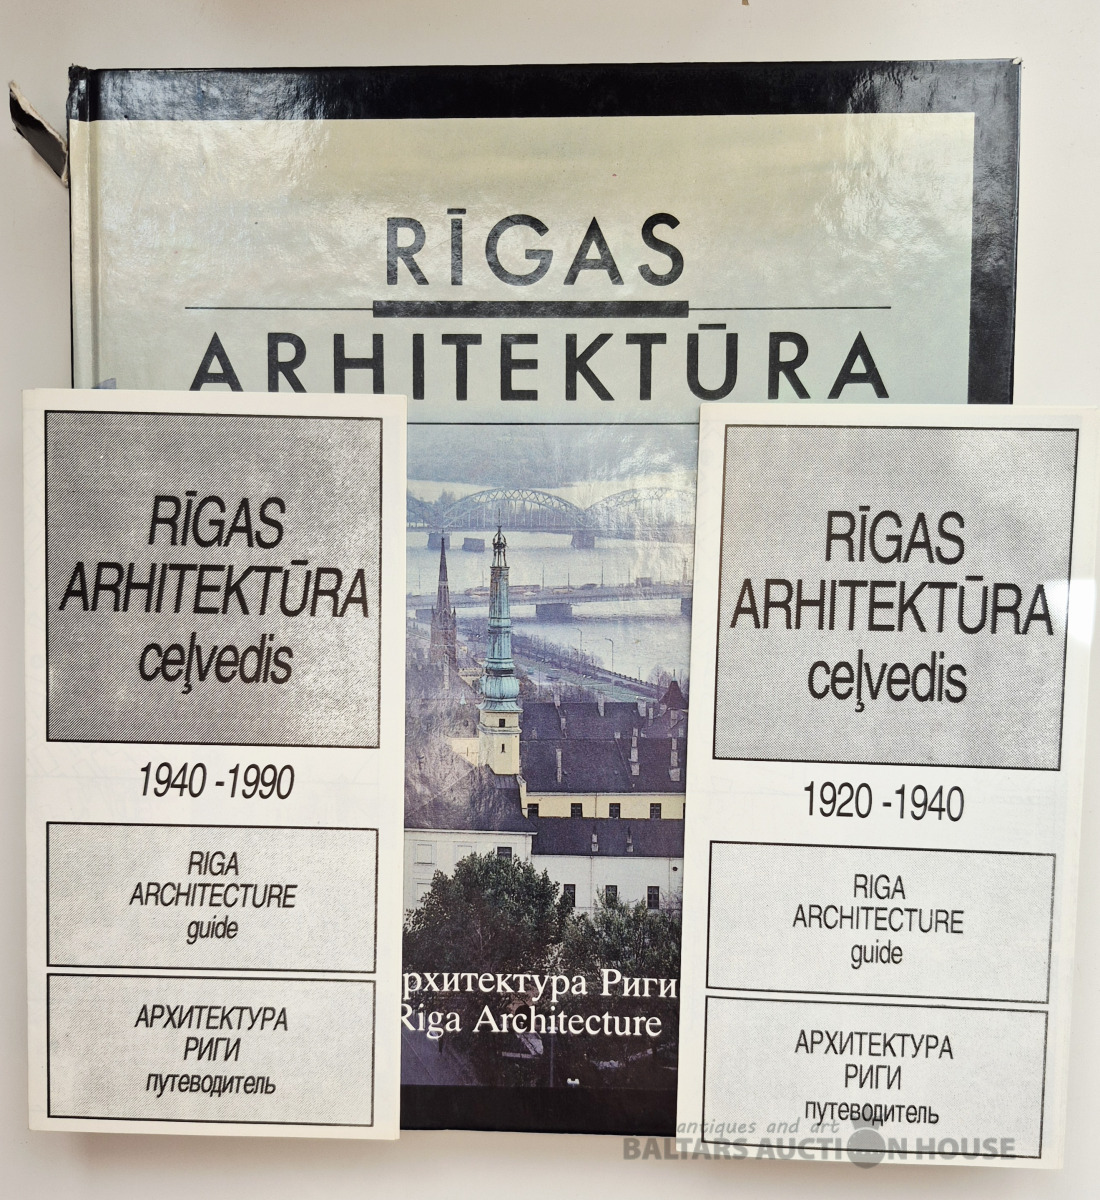 RĪGAS
ARHITEKTŪRA
рхитектура Риги
Riga Architecture
RĪGAS
ARHITEKTŪRA
ceļvedis
1940 -1990
RIGA
ARCHITECTURE
guide
АРХИТЕКТУРА
РИГИ
путеводитель
RĪGAS
ARHITEKTŪRA
ceļvedis
1920 -1940
RIGA
ARCHITECTURE
guide
АРХИТЕКТУРА
РИГИ
путеводитель
antiques and art
BALTARS AUCTION HOUSE